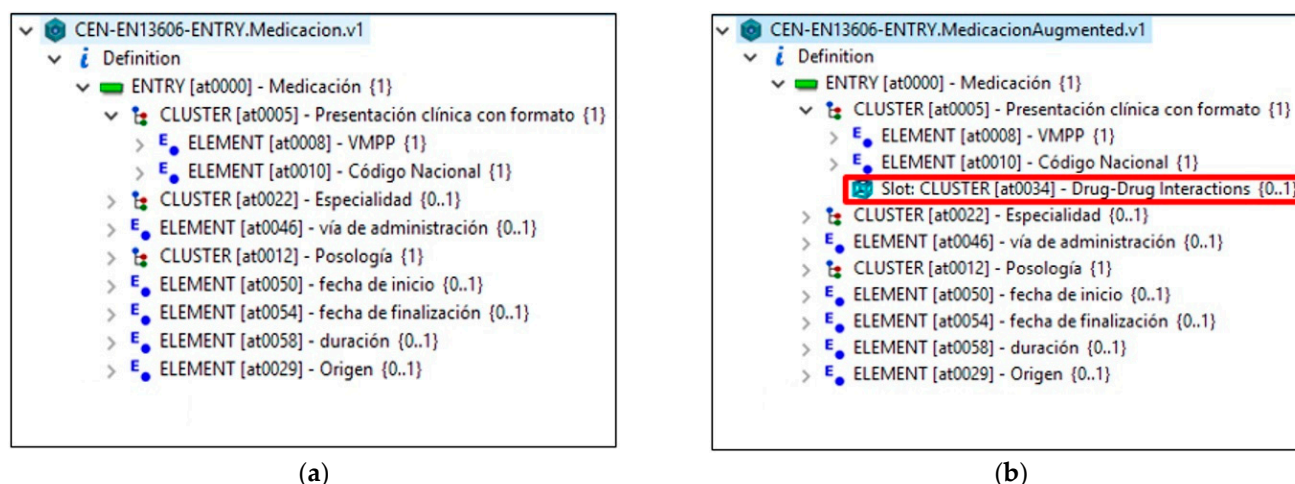 CEN-EN13606-ENTRY.Medicacion.v1
Definition
ENTRY [at0000] - Medicación {1}
CLUSTER [at0005] - Presentación clínica con formato {1}
ELEMENT [at0008] - VMPP {1}
ELEMENT [at0010] - Código Nacional {1}
CLUSTER [at0022] - Especialidad {0..1}
ELEMENT [at0046] - vía de administración {0..1}
CLUSTER [at0012] - Posología {1}
ELEMENT [at0050] - fecha de inicio {0..1}
ELEMENT [at0054] - fecha de finalización {0..1}
ELEMENT [at0058] - duración {0..1}
ELEMENT [at0029] - Origen {0..1}
(a)
CEN-EN13606-ENTRY.MedicacionAugmented.v1
Definition
ENTRY [at0000] - Medicación {1}
CLUSTER [at0005] - Presentación clínica con formato {1}
ELEMENT [at0008] - VMPP {1}
ELEMENT [at0010] - Código Nacional {1}
Slot: CLUSTER [at0034] - Drug-Drug Interactions {0..1}
CLUSTER [at0022] - Especialidad {0..1}
ELEMENT [at0046] - vía de administración {0..1}
CLUSTER [at0012] - Posología {1}
ELEMENT [at0050] - fecha de inicio {0..1}
ELEMENT [at0054] - fecha de finalización {0..1}
ELEMENT [at0058] - duración {0..1}
ELEMENT [at0029] - Origen {0..1}
(b)